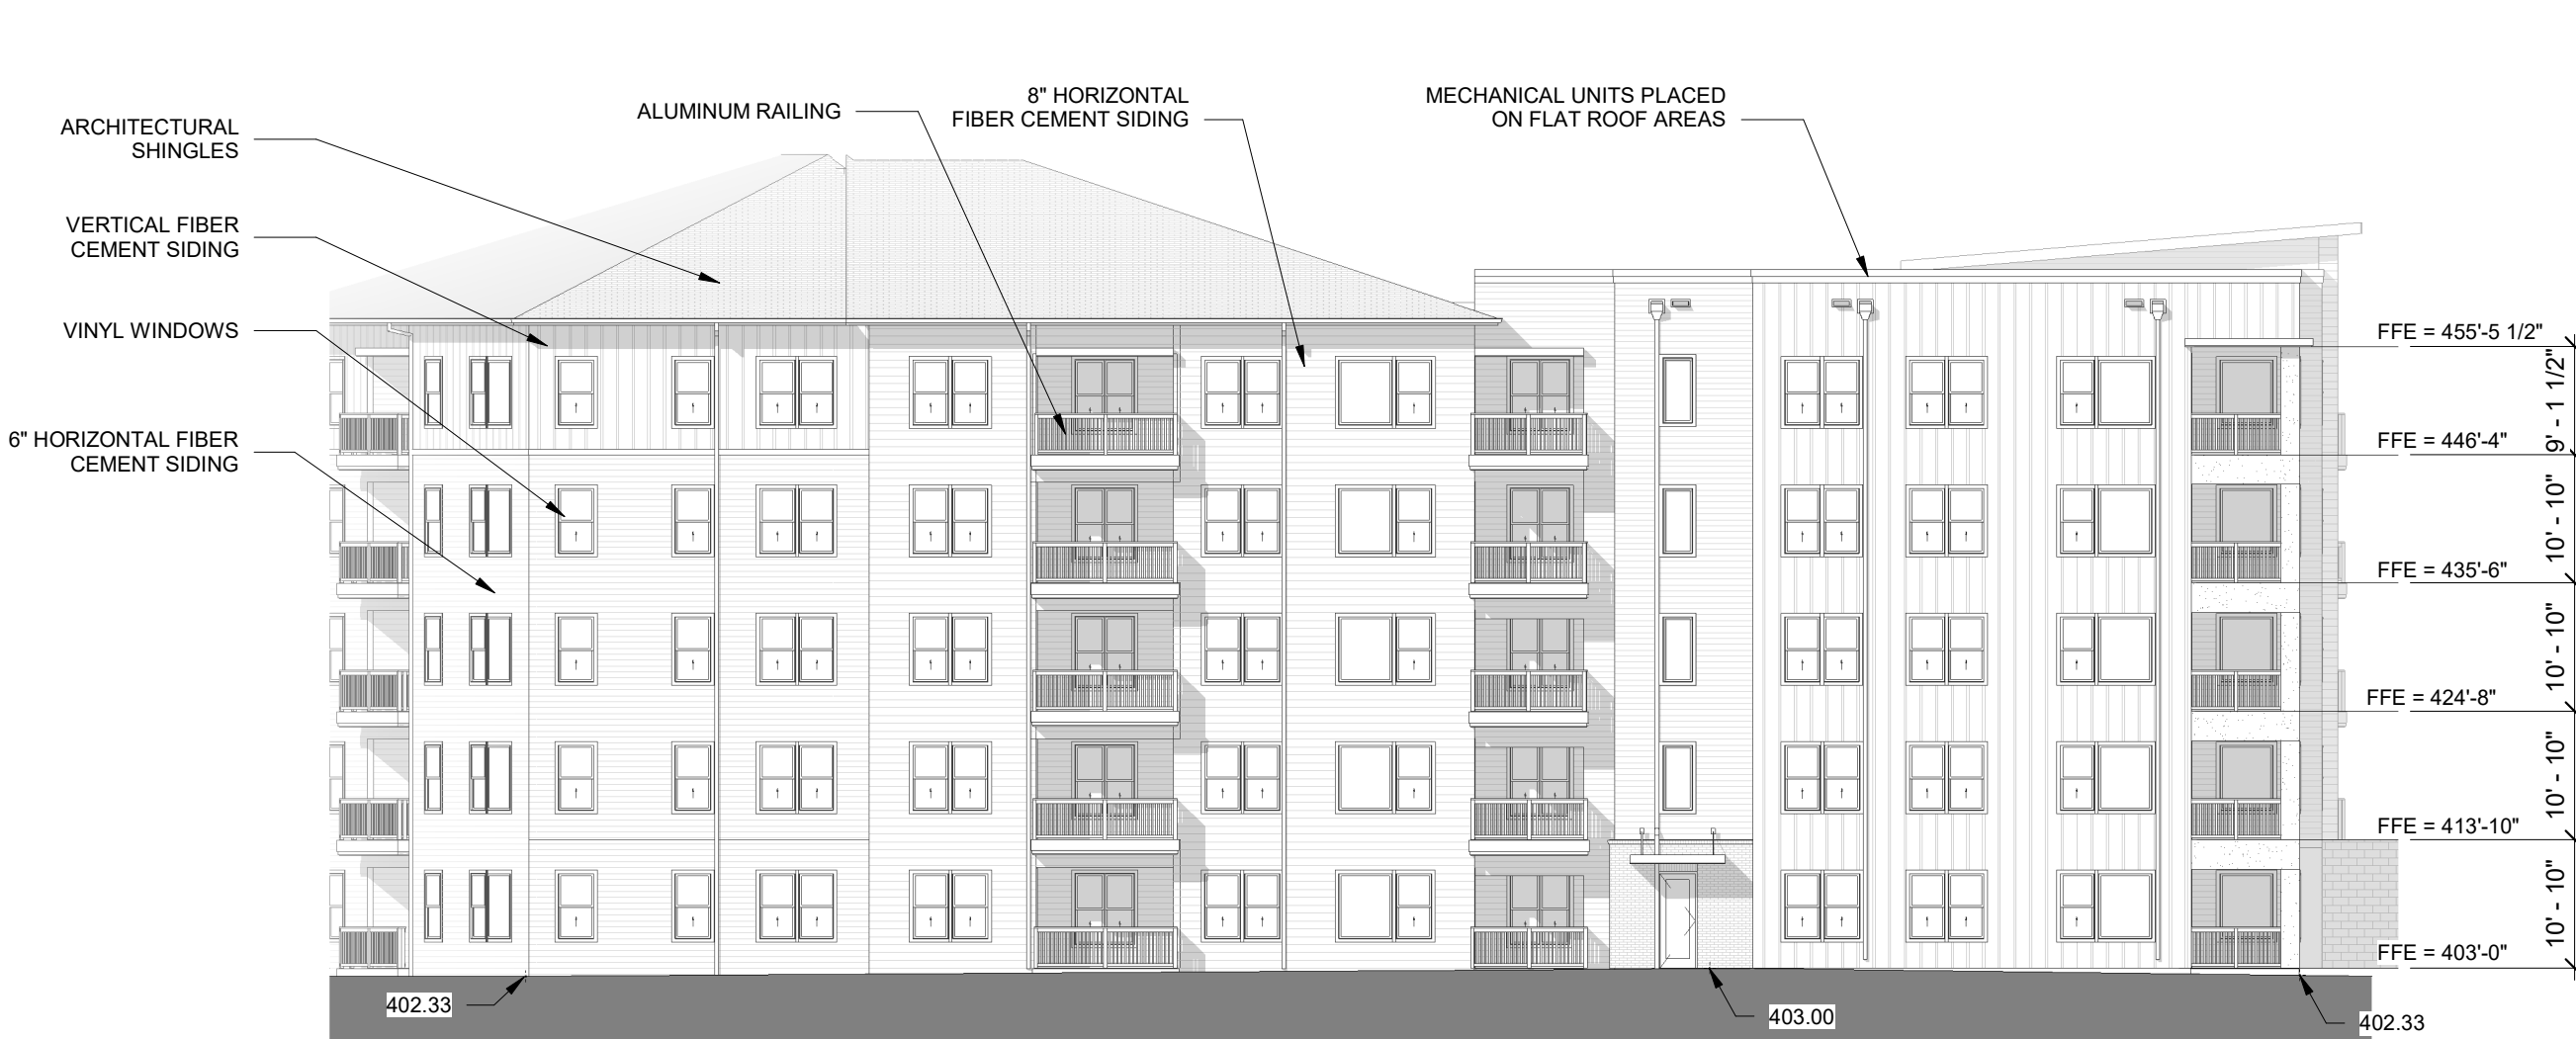 8" HORIZONTAL
FIBER CEMENT SIDING
MECHANICAL UNITS PLACED
ON FLAT ROOF AREAS
ALUMINUM RAILING
ARCHITECTURAL
SHINGLES
VERTICAL FIBER
CEMENT SIDING
VINYL WINDOWS
6" HORIZONTAL FIBER
CEMENT SIDING
FFE = 455'-5 1/2"
9' - 1 1/2"
FFE = 446'-4"
10' - 10"
FFE = 435'-6"
10' - 10"
FFE = 424'-8"
10' - 10"
FFE = 413'-10"
10' - 10"
FFE = 403'-0"
402.33
403.00
402.33